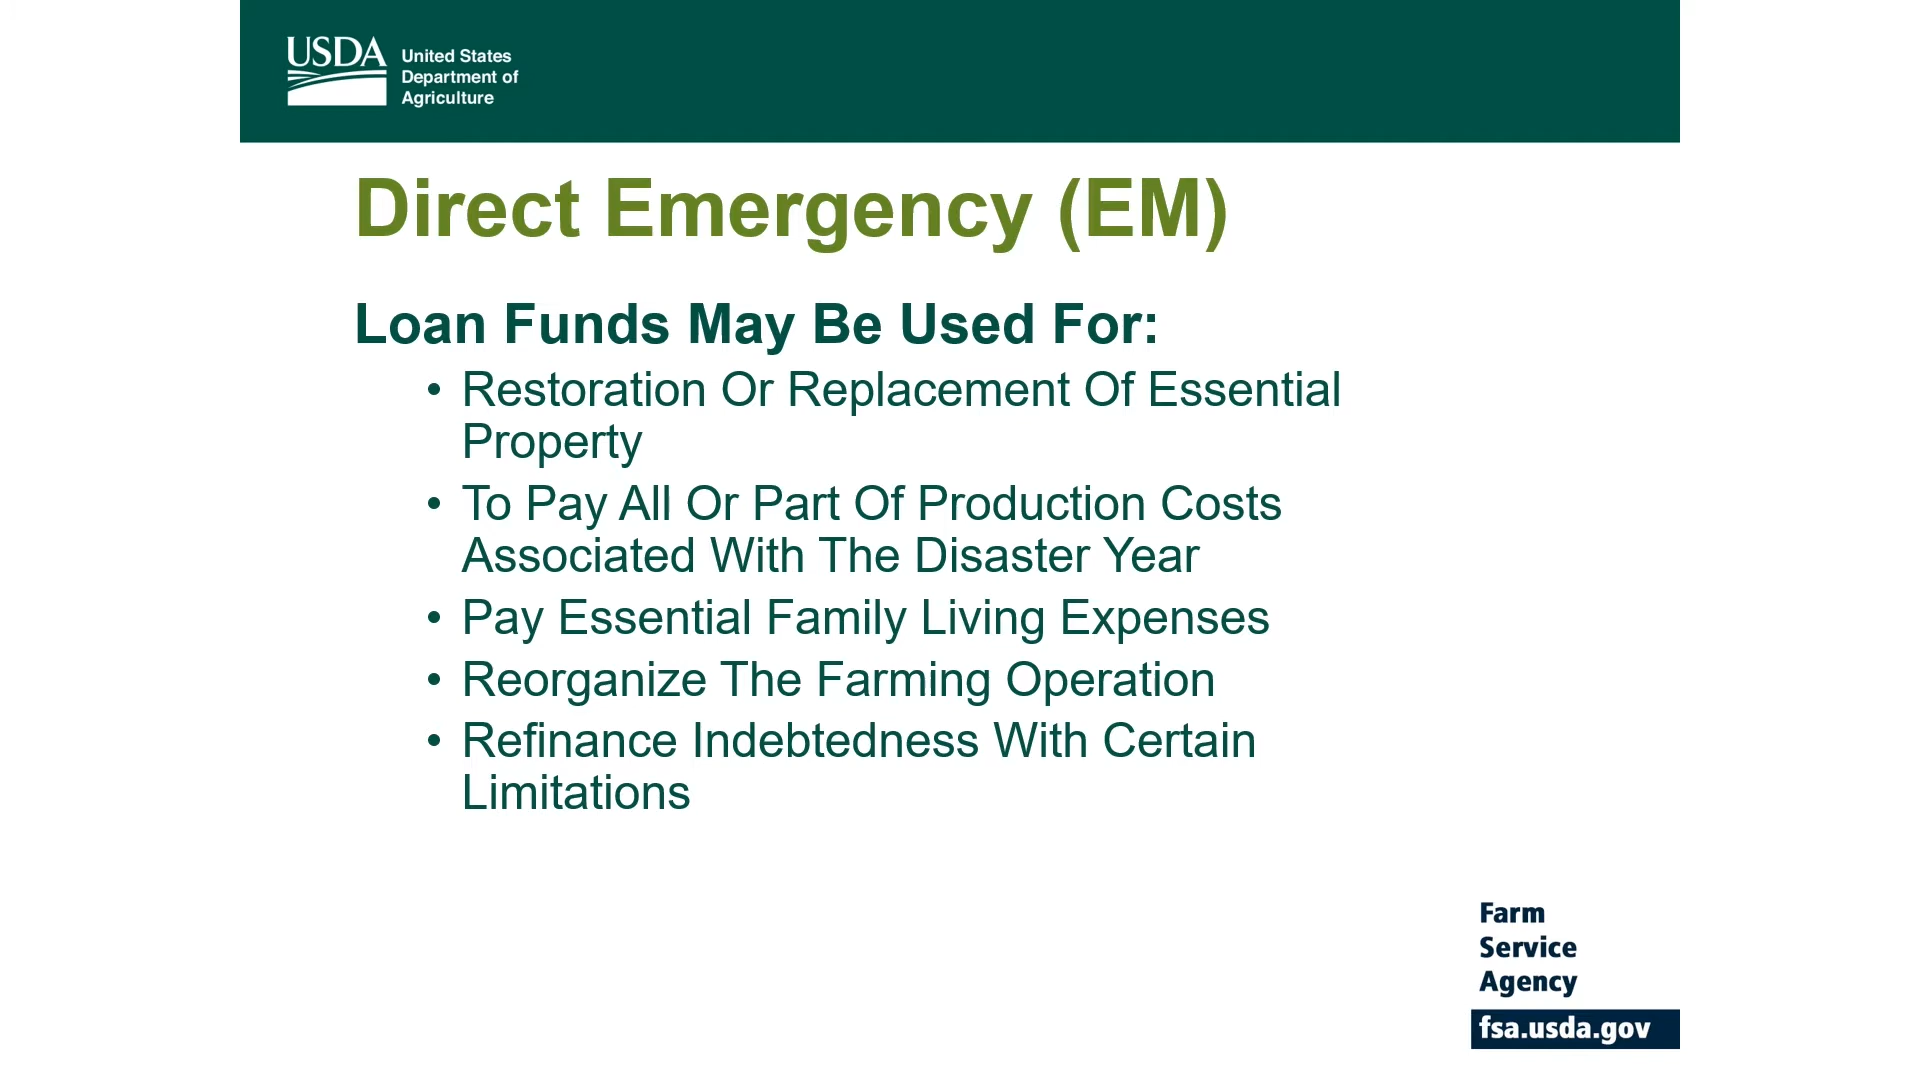 USDA
United States
Department of
Agriculture
Direct Emergency (EM)
Loan Funds May Be Used For:
• Restoration Or Replacement Of Essential
Property
• To Pay All Or Part Of Production Costs
Associated With The Disaster Year
• Pay Essential Family Living Expenses
• Reorganize The Farming Operation
• Refinance Indebtedness With Certain
Limitations
Farm
Service
Agency
fsa.usda.gov